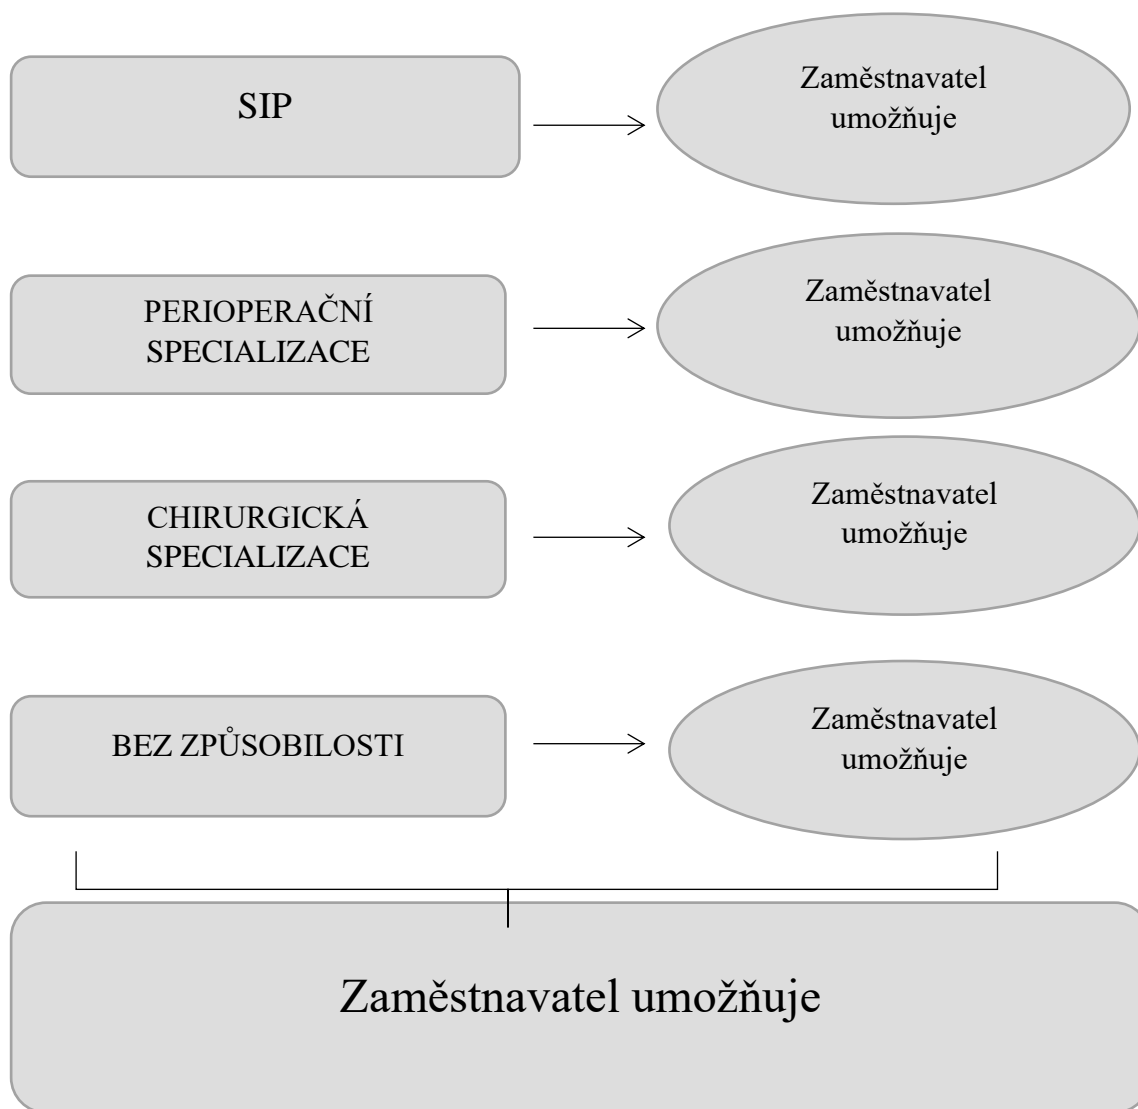 SIP
Zaměstnavatel
umožňuje
PERIOPERAČNÍ
SPECIALIZACE
Zaměstnavatel
umožňuje
CHIRURGICKÁ
SPECIALIZACE
Zaměstnavatel
umožňuje
BEZ ZPŮSOBILOSTI
Zaměstnavatel
umožňuje
Zaměstnavatel umožňuje